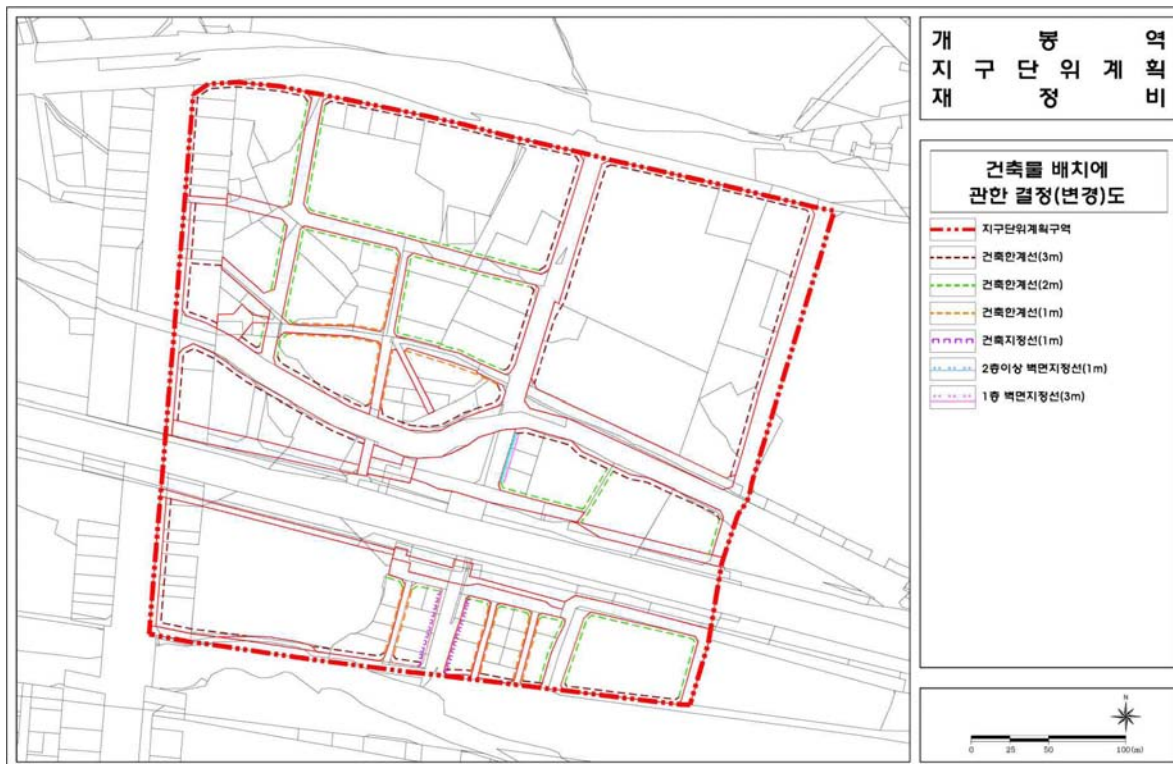 개 봉 역
지 구 단 위 계 획
재 정 비
건축물 배치에
관한 결정(변경)도
지구단위계획구역
건축한계선(3m)
건축한계선(2m)
건축한계선(1m)
건축지정선(1m)
2층이상 벽면지정선(1m)
1층 벽면지정선(3m)
N
0 25 50 100(m)